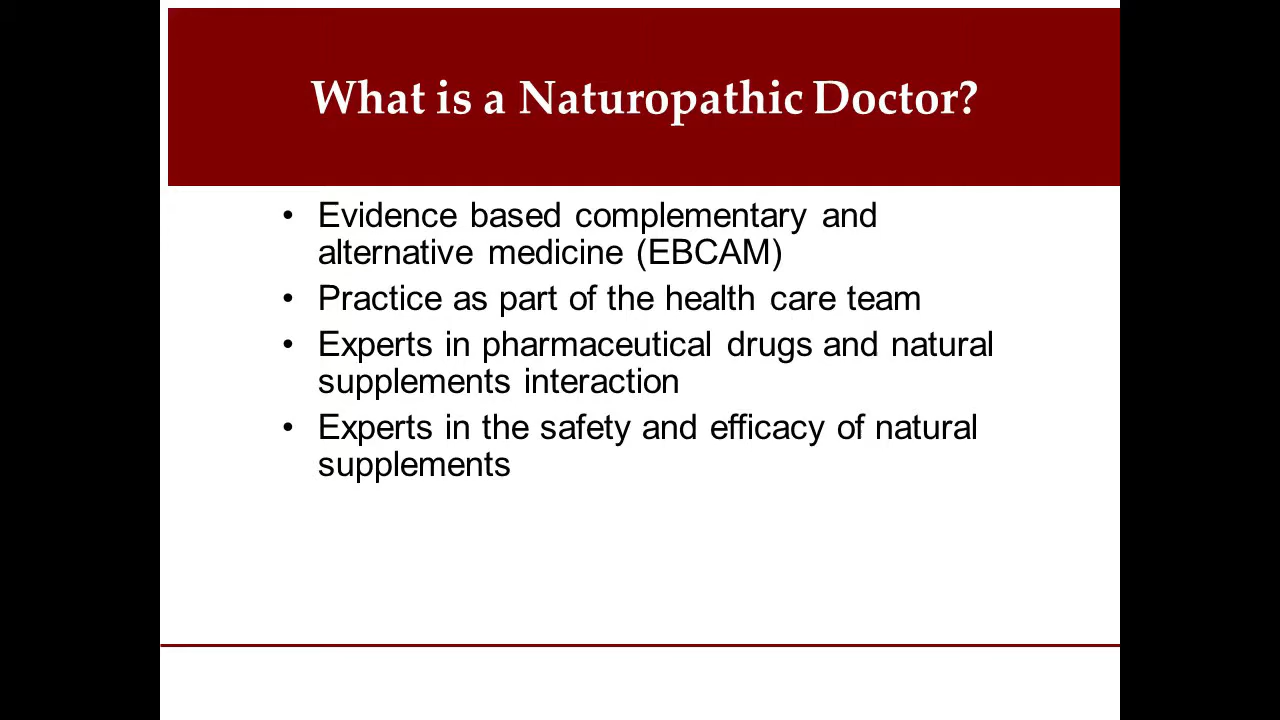 What is a Naturopathic Doctor?
• Evidence based complementary and
alternative medicine (EBCAM)
• Practice as part of the health care team
• Experts in pharmaceutical drugs and natural
supplements interaction
• Experts in the safety and efficacy of natural
supplements